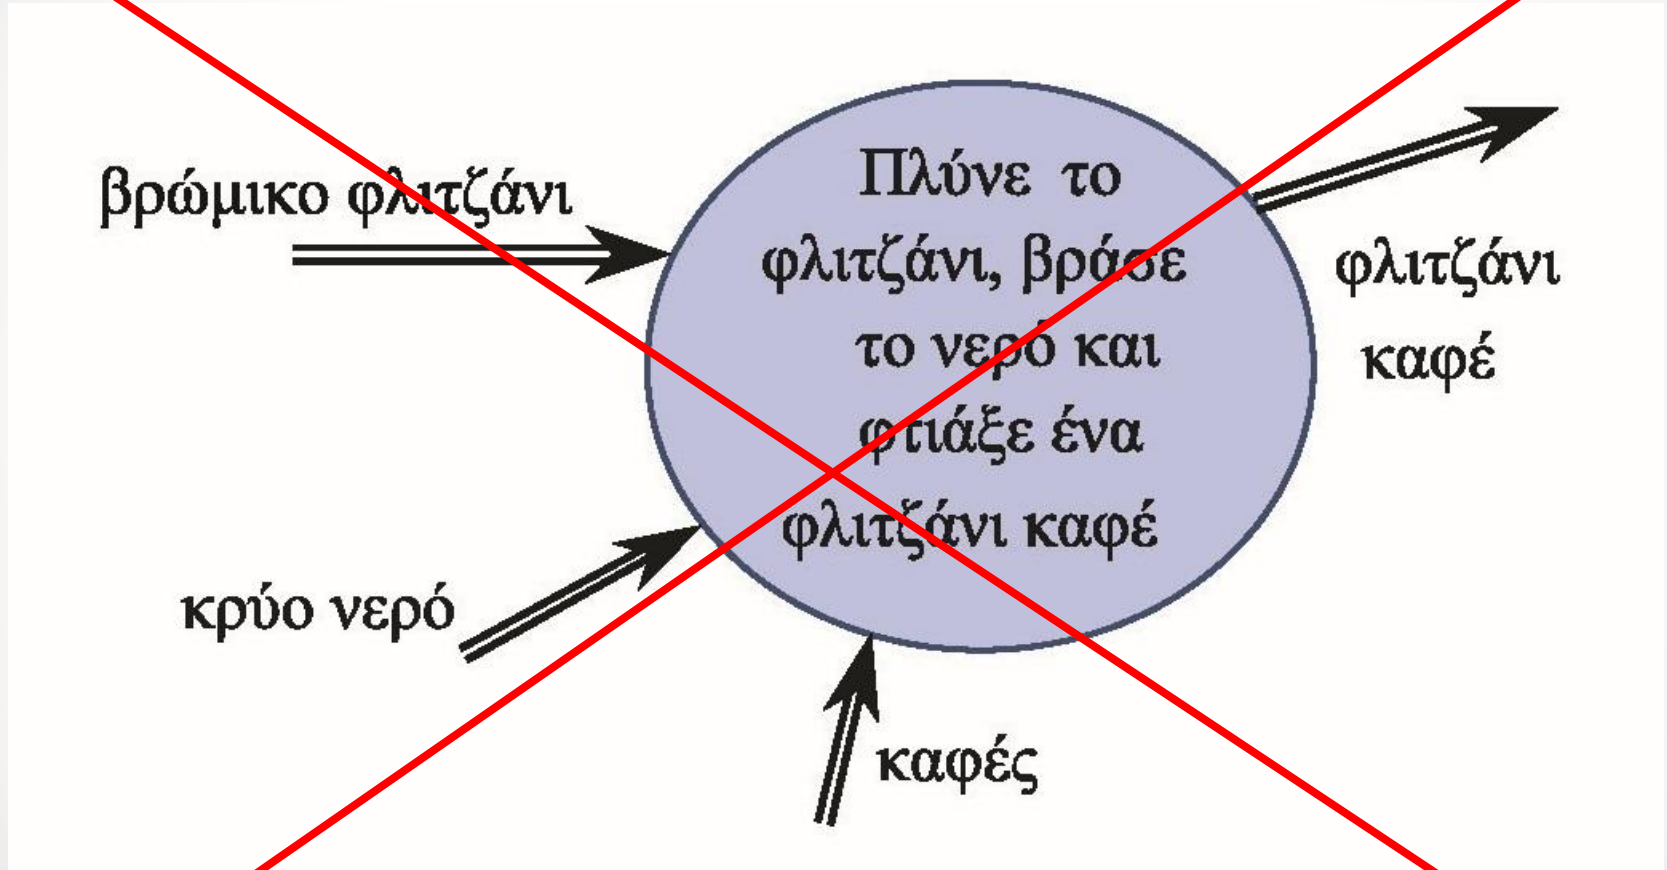 βρώμικο φλιτζάνι
Πλύνε το
φλιτζάνι, βράσε
το νερό και
φτιάξε ένα
φλιτζάνι καφέ
φλιτζάνι
καφέ
κρύο νερό
καφές